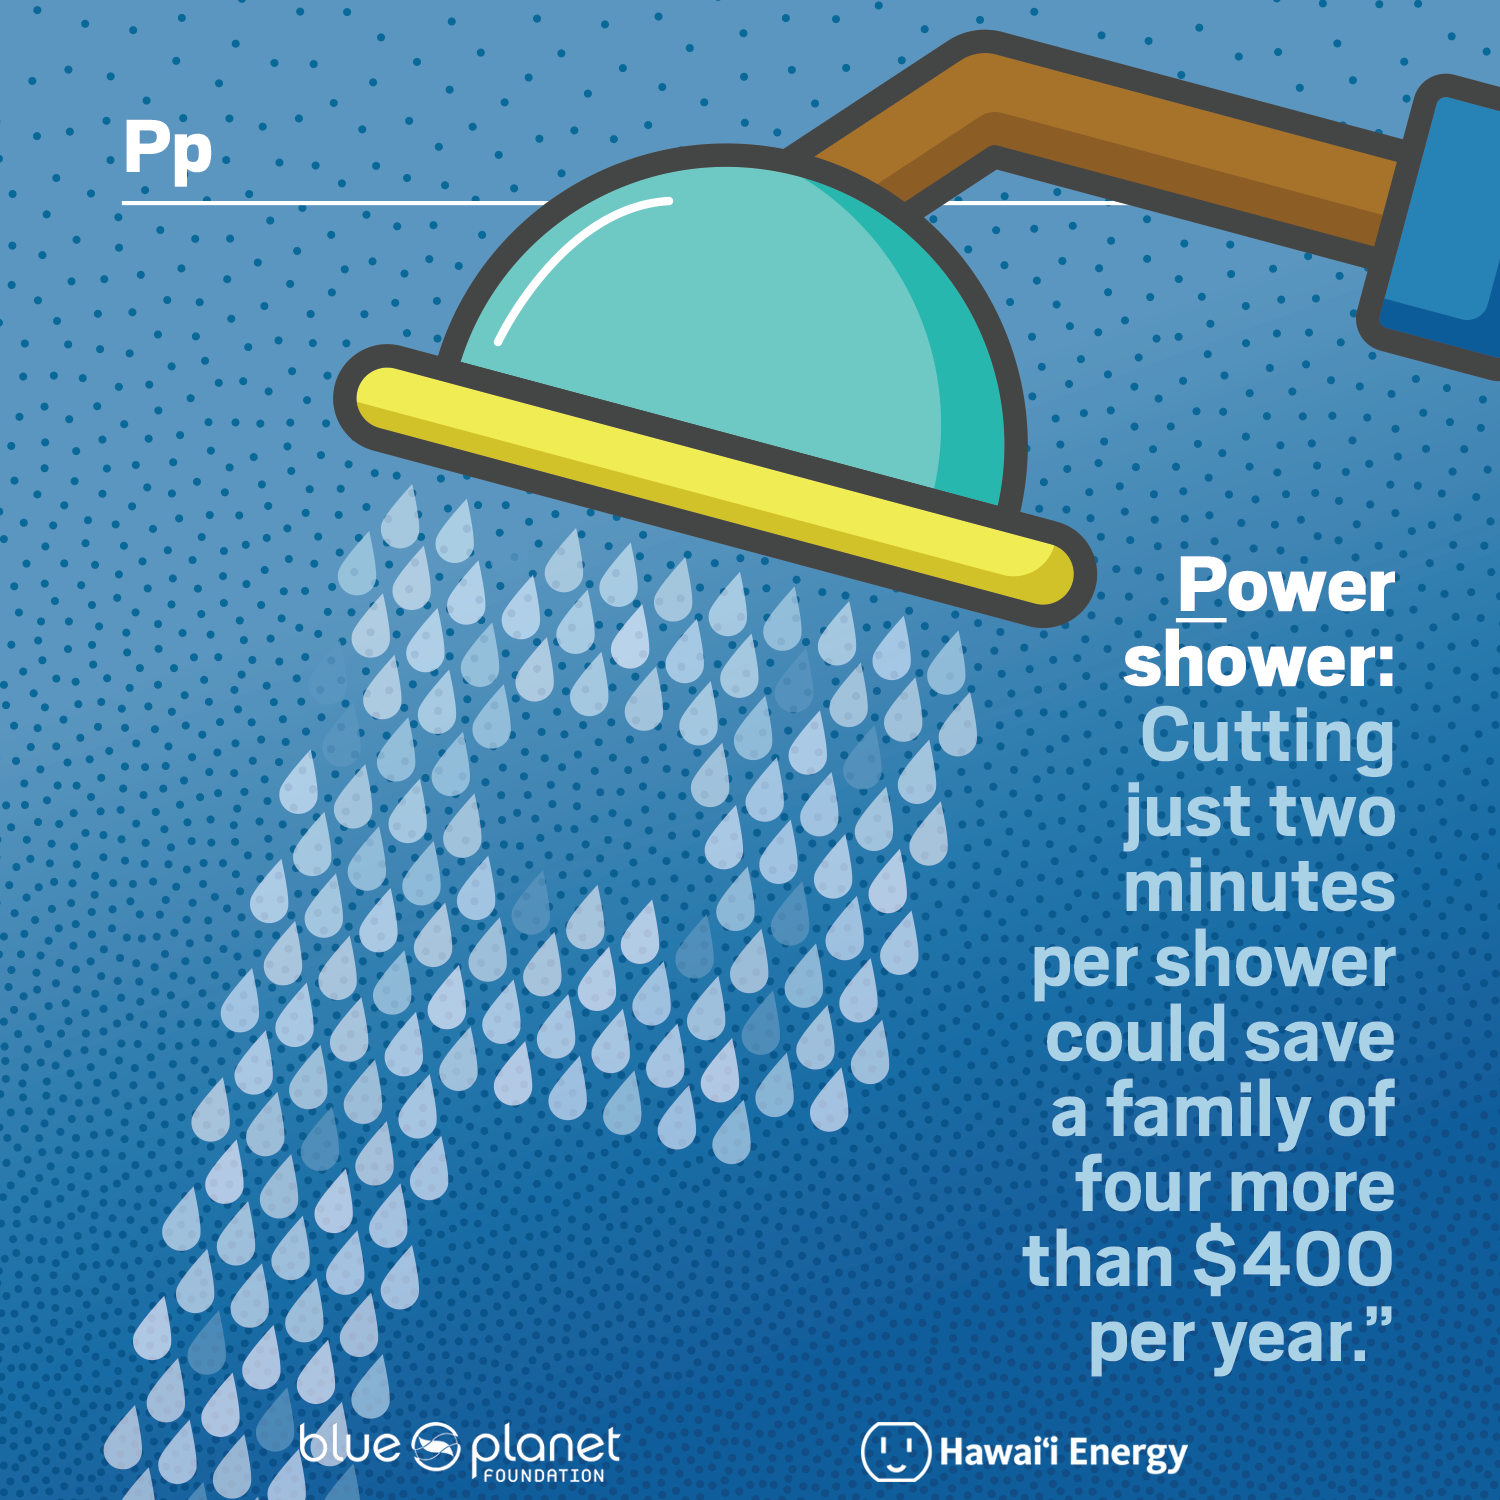 Pp
Power
shower:
Cutting
just two
minutes
per shower
could save
a family of
four more
than $400
per year.”
blue planet
FOUNDATION
Hawai‘i Energy